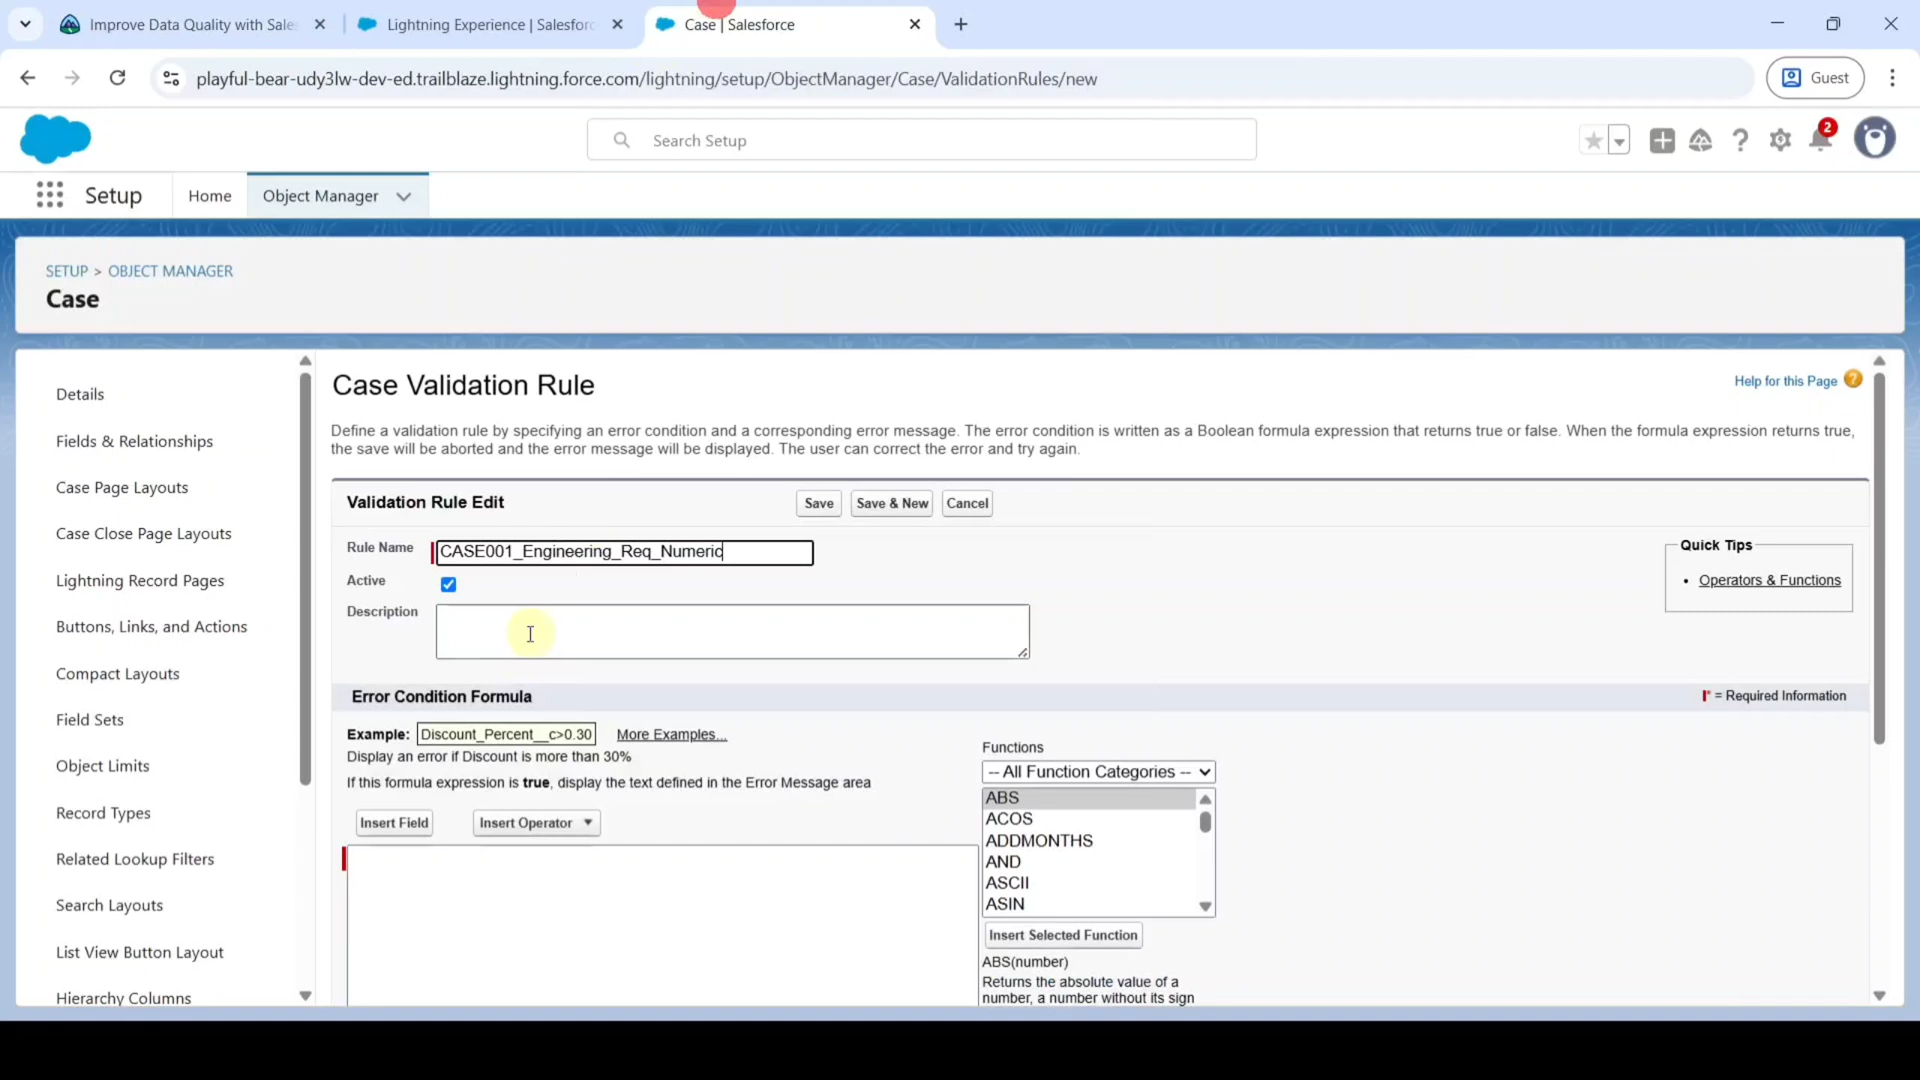 Improve Data Quality with Sales
Lightning Experience | Salesforc
Case | Salesforce
playful-bear-udy3lw-dev-ed.trailblaze.lightning.force.com/lightning/setup/ObjectManager/Case/ValidationRules/new
Guest
Search Setup
2
Setup
Home
Object Manager
SETUP > OBJECT MANAGER
Case
Details
Fields & Relationships
Case Page Layouts
Case Close Page Layouts
Lightning Record Pages
Buttons, Links, and Actions
Compact Layouts
Field Sets
Object Limits
Record Types
Related Lookup Filters
Search Layouts
List View Button Layout
Hierarchy Columns
Case Validation Rule
Help for this Page ?
Define a validation rule by specifying an error condition and a corresponding error message. The error condition is written as a Boolean formula expression that returns true or false. When the formula expression returns true,
the save will be aborted and the error message will be displayed. The user can correct the error and try again.
Validation Rule Edit
Save
Save & New
Cancel
Rule Name
CASE001_Engineering_Req_Numeric
Active
Description
Quick Tips
• Operators & Functions
Error Condition Formula
* = Required Information
Example: Discount_Percent__c>0.30 More Examples...
Display an error if Discount is more than 30%
If this formula expression is true, display the text defined in the Error Message area
Insert Field
Insert Operator
Functions
-- All Function Categories --
ABS
ACOS
ADDMONTHS
AND
ASCII
ASIN
Insert Selected Function
ABS(number)
Returns the absolute value of a
number, a number without its sign